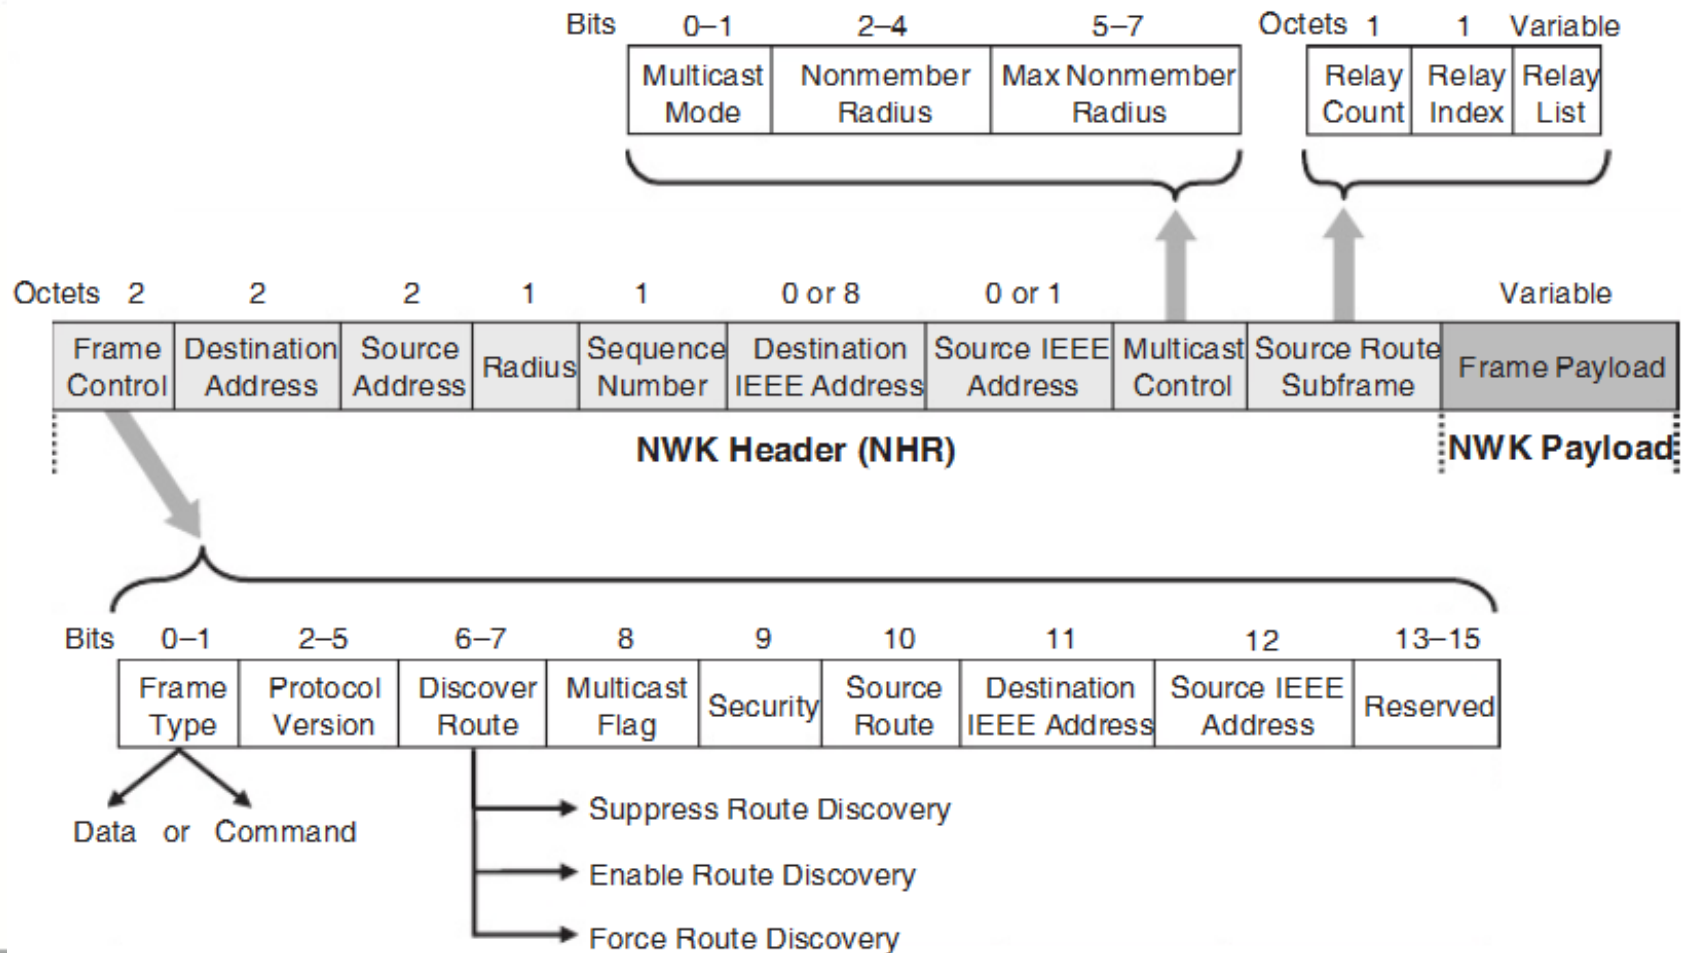 Bits 0–1 2–4 5–7
Octets 1 1 Variable
Multicast Mode
Nonmember Radius
Max Nonmember Radius
Relay Count
Relay Index
Relay List
Octets 2 2 2 1 1 0 or 8 0 or 1 Variable
Frame Control
Destination Address
Source Address
Radius
Sequence Number
Destination IEEE Address
Source IEEE Address
Multicast Control
Source Route Subframe
Frame Payload
NWK Header (NHR)
NWK Payload
Bits 0–1 2–5 6–7 8 9 10 11 12 13–15
Frame Type
Protocol Version
Discover Route
Multicast Flag
Security
Source Route
Destination IEEE Address
Source IEEE Address
Reserved
Data or Command
Suppress Route Discovery
Enable Route Discovery
Force Route Discovery